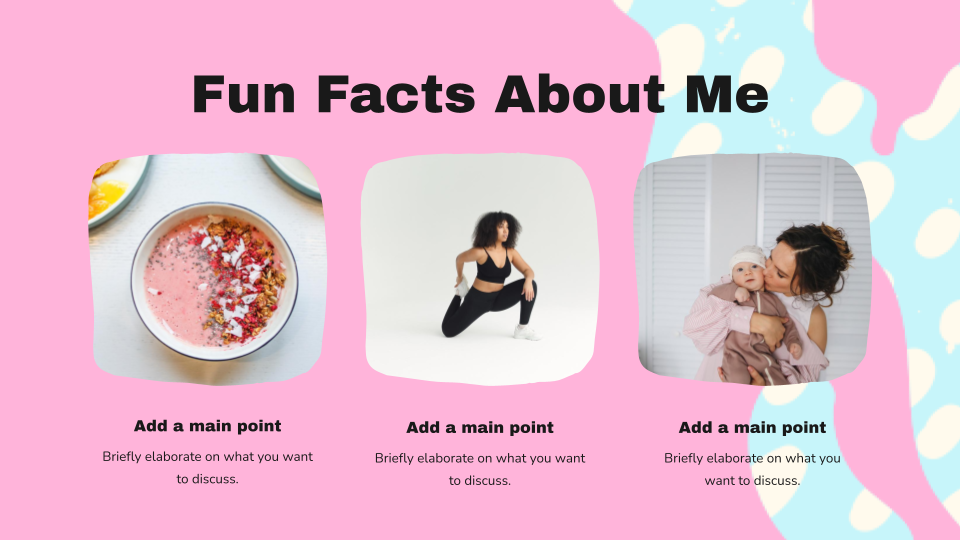 Fun Facts About Me
Add a main point
Briefly elaborate on what you want
to discuss.
Add a main point
Briefly elaborate on what you want
to discuss.
Add a main point
Briefly elaborate on what you
want to discuss.